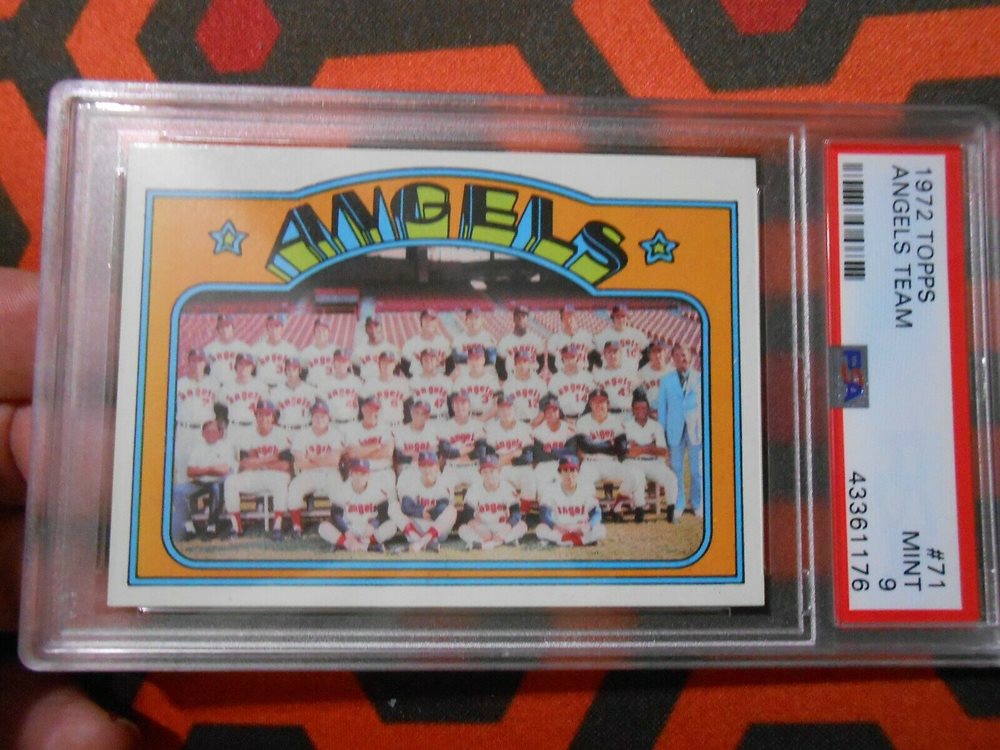 ANGELS
1972 TOPPS
ANGELS TEAM
#71
MINT
9
PSA
43361176